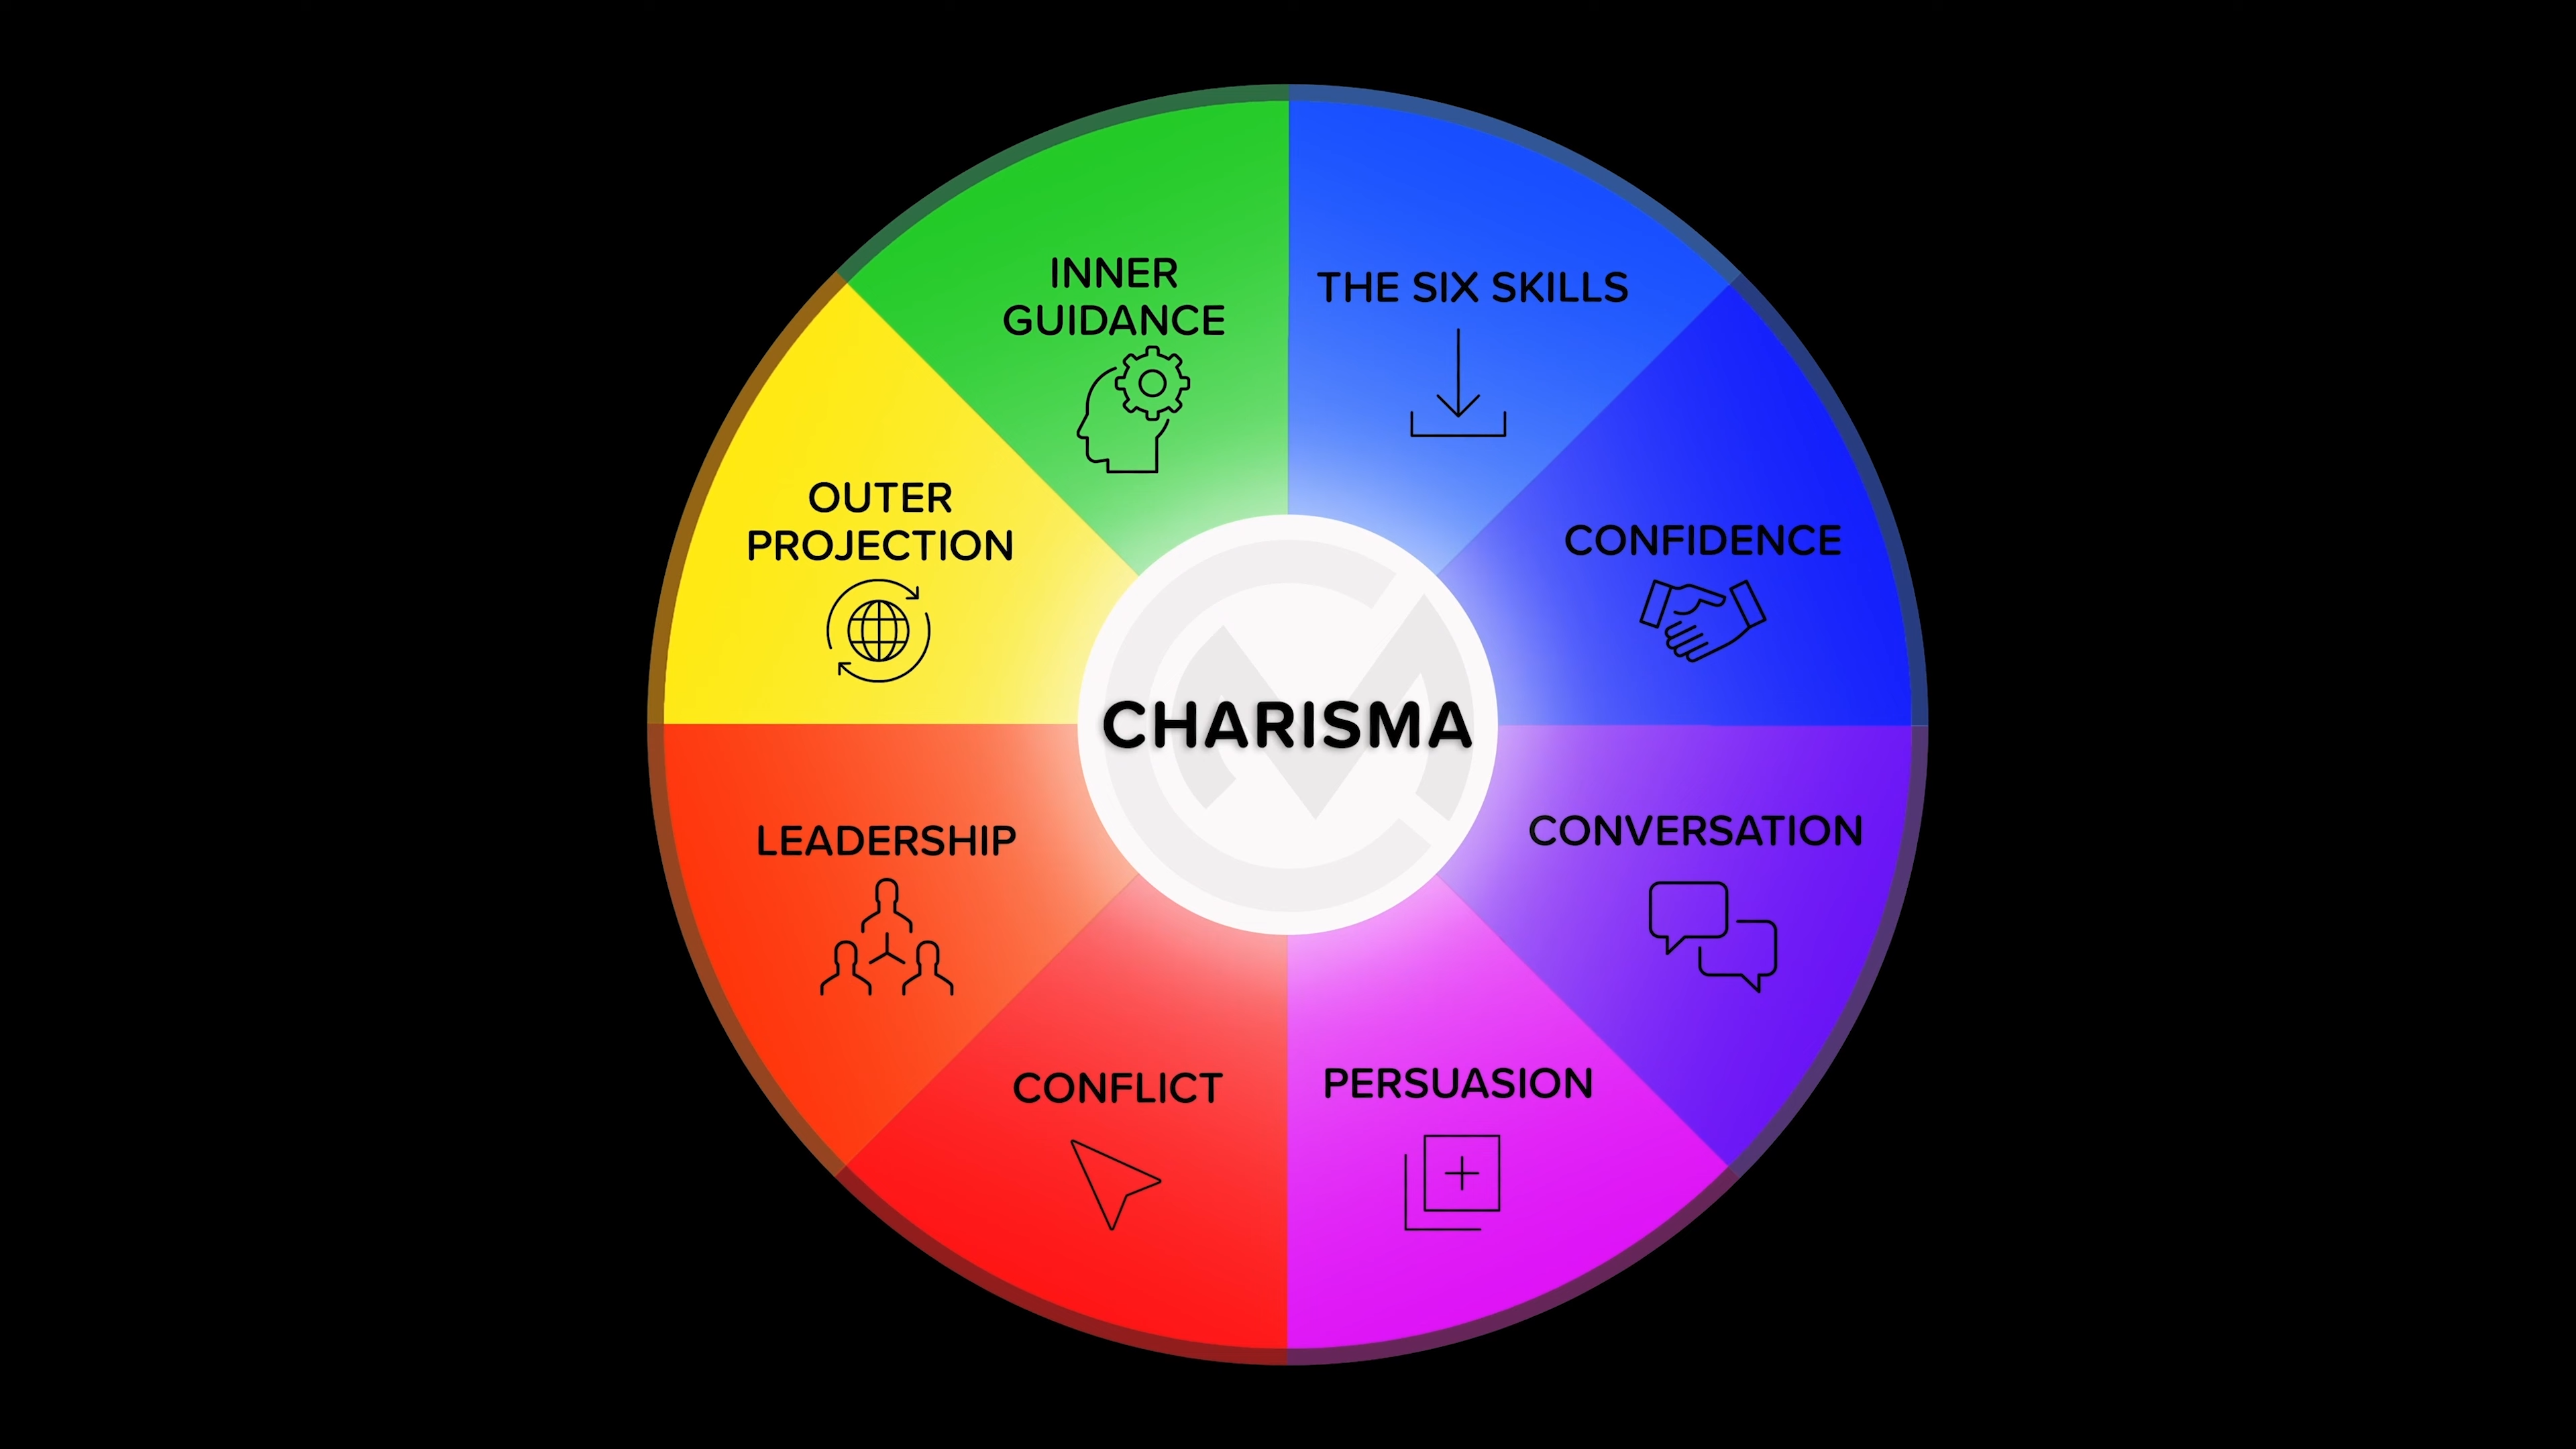 INNER
GUIDANCE
THE SIX SKILLS
OUTER
PROJECTION
CONFIDENCE
CHARISMA
LEADERSHIP
CONVERSATION
CONFLICT
PERSUASION